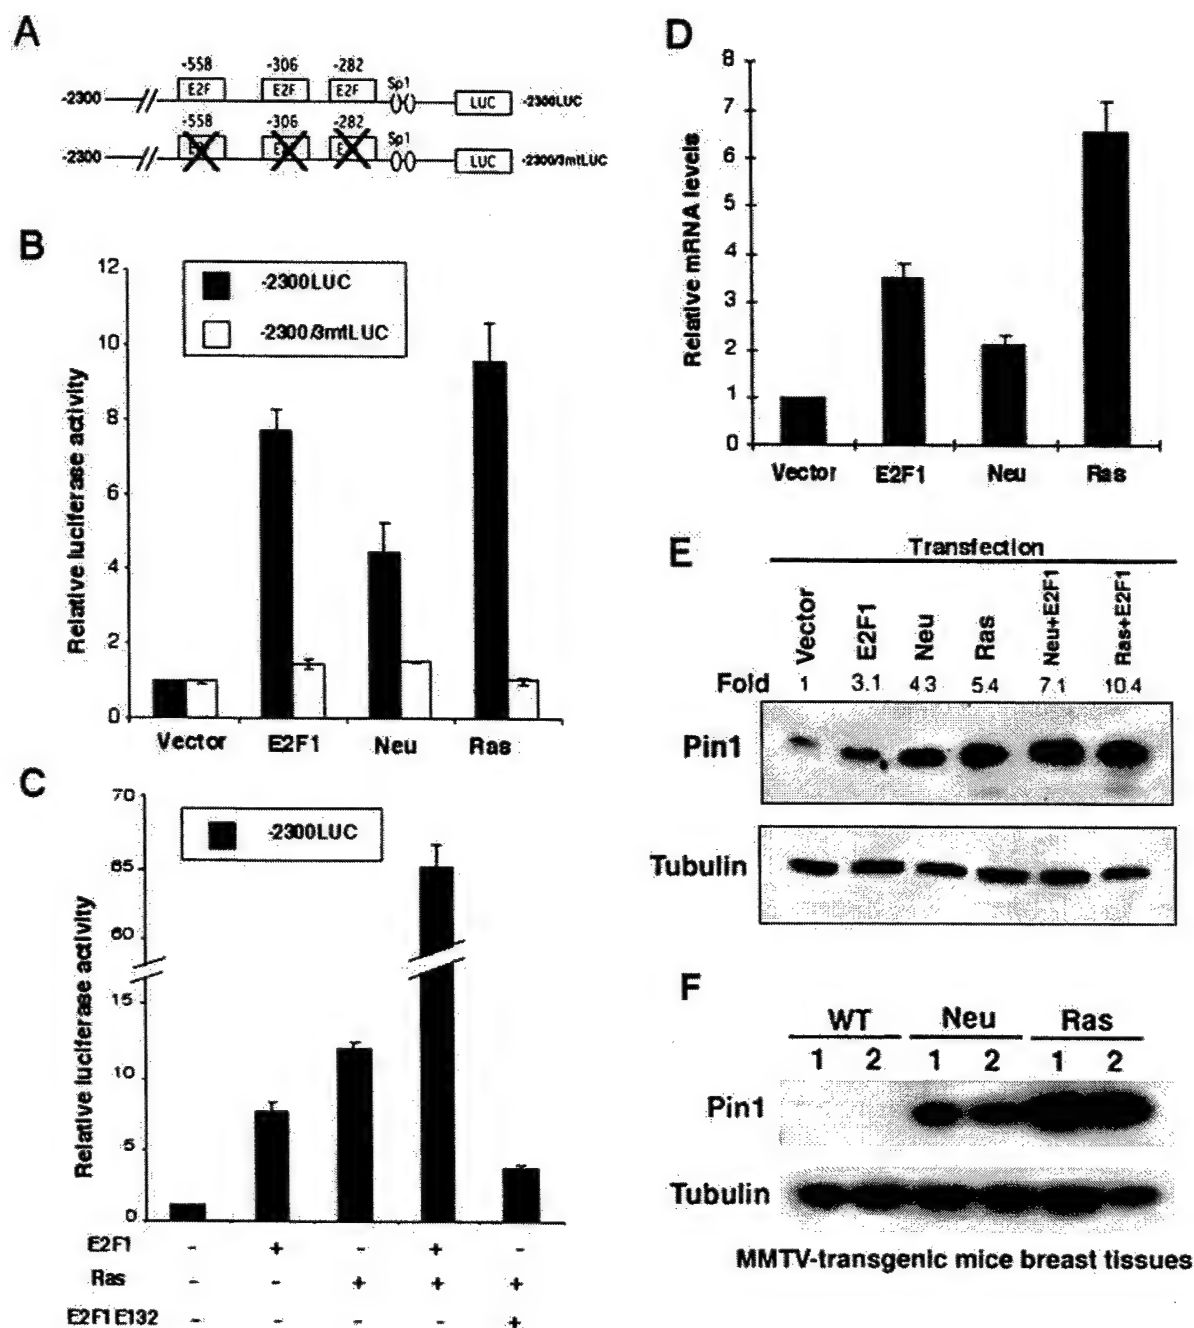 A
-558 -306 -282
-2300 E2F E2F E2F Sp1 LUC -2300LUC
-558 -306 -282
-2300 Sp1 LUC -2300/3mtLUC
B
-2300LUC
-2300/3mtLUC
Relative luciferase activity
12
10
8
6
4
2
0
Vector E2F1 Neu Ras
C
-2300LUC
Relative luciferase activity
70
65
60
15
10
5
0
E2F1 - + - + -
Ras - - + + +
E2F1 E132 - - - - +
D
Relative mRNA levels
8
7
6
5
4
3
2
1
0
Vector E2F1 Neu Ras
E
Transfection
Vector E2F1 Neu Ras Neu+E2F1 Ras+E2F1
Fold 1 3.1 4.3 5.4 7.1 10.4
Pin1
Tubulin
F
WT Neu Ras
1 2 1 2 1 2
Pin1
Tubulin
MMTV-transgenic mice breast tissues